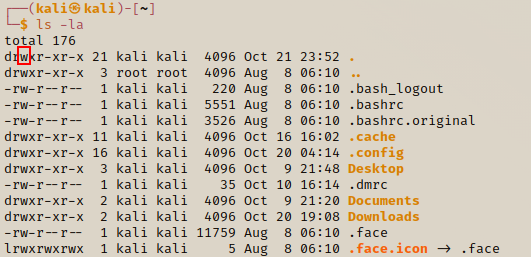 ┌──(kali㉿kali)-[~]
└─$ ls -la
total 176
drwxr-xr-x 21 kali kali  4096 Oct 21 23:52 .
drwxr-xr-x  3 root root  4096 Aug  8 06:10 ..
-rw-r--r--  1 kali kali   220 Aug  8 06:10 .bash_logout
-rw-r--r--  1 kali kali  5551 Aug  8 06:10 .bashrc
-rw-r--r--  1 kali kali  3526 Aug  8 06:10 .bashrc.original
drwxr-xr-x 11 kali kali  4096 Oct 16 16:02 .cache
drwxr-xr-x 16 kali kali  4096 Oct 20 04:14 .config
drwxr-xr-x  3 kali kali  4096 Oct  9 21:48 Desktop
-rw-r--r--  1 kali kali    35 Oct 10 16:14 .dmrc
drwxr-xr-x  2 kali kali  4096 Oct  9 21:20 Documents
drwxr-xr-x  2 kali kali  4096 Oct 20 19:08 Downloads
-rw-r--r--  1 kali kali 11759 Aug  8 06:10 .face
lrwxrwxrwx  1 kali kali     5 Aug  8 06:10 .face.icon -> .face